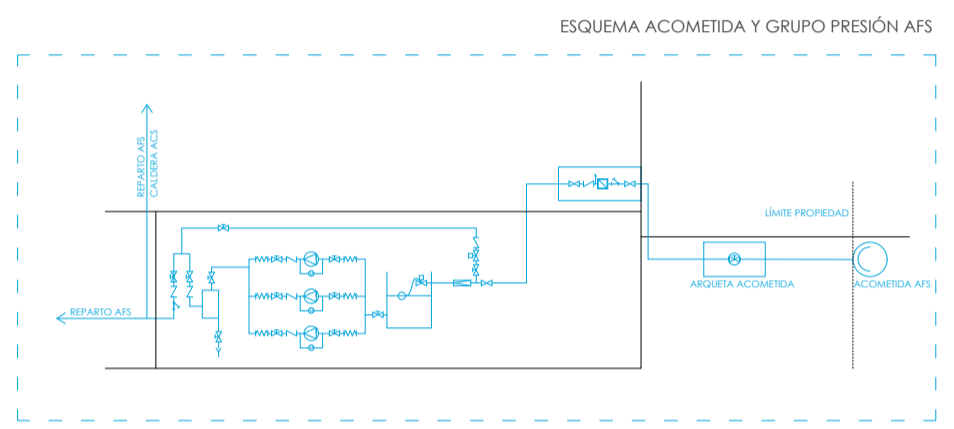 ESQUEMA ACOMETIDA Y GRUPO PRESIÓN AFS
REPARTO AFS
CALDERA ACS
LÍMITE PROPIEDAD
ARQUETA ACOMETIDA
ACOMETIDA AFS
REPARTO AFS